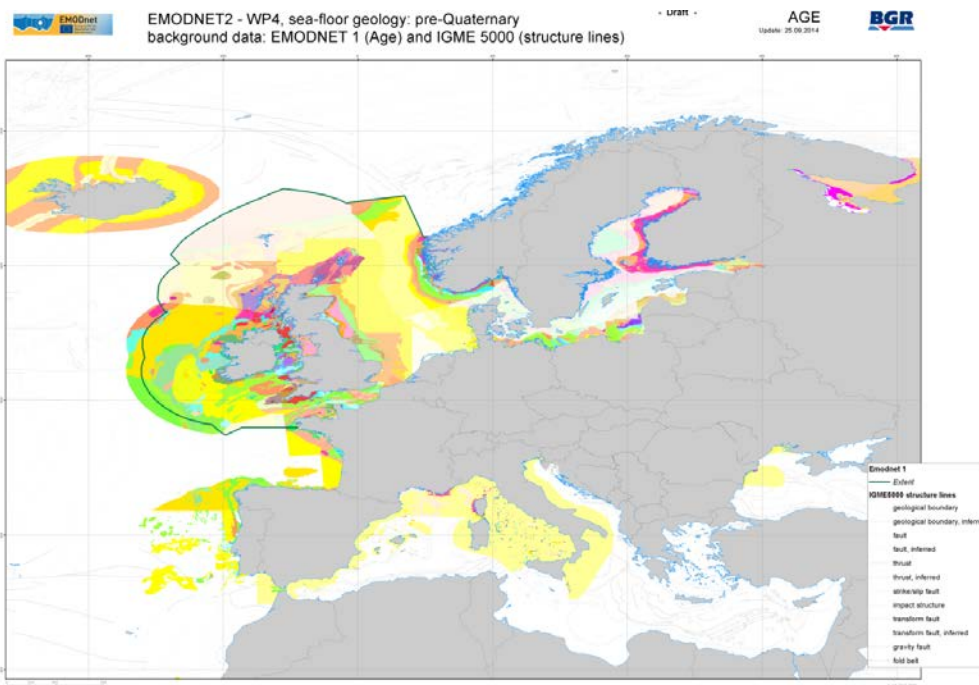 EMODnet
EMODNET2 - WP4, sea-floor geology: pre-Quaternary
background data: EMODNET 1 (Age) and IGME 5000 (structure lines)
- Draft -
AGE
Update: 25.09.2014
BGR
Emodnet 1
Extent
IGME5000 structure lines
geological boundary
geological boundary, inferr
fault
fault, inferred
thrust
thrust, inferred
strike/slip fault
impact structure
transform fault
transform fault, inferred
gravity fault
fold belt